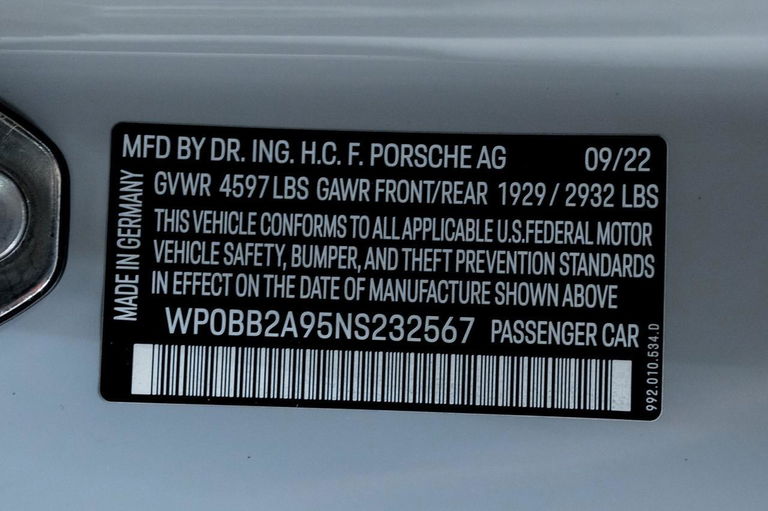 MFD BY DR. ING. H.C. F. PORSCHE AG 09/22
GVWR 4597 LBS GAWR FRONT/REAR 1929 / 2932 LBS
THIS VEHICLE CONFORMS TO ALL APPLICABLE U.S.FEDERAL MOTOR
VEHICLE SAFETY, BUMPER, AND THEFT PREVENTION STANDARDS
IN EFFECT ON THE DATE OF MANUFACTURE SHOWN ABOVE
WP0BB2A95NS232567 PASSENGER CAR
MADE IN GERMANY
992.010.534.D